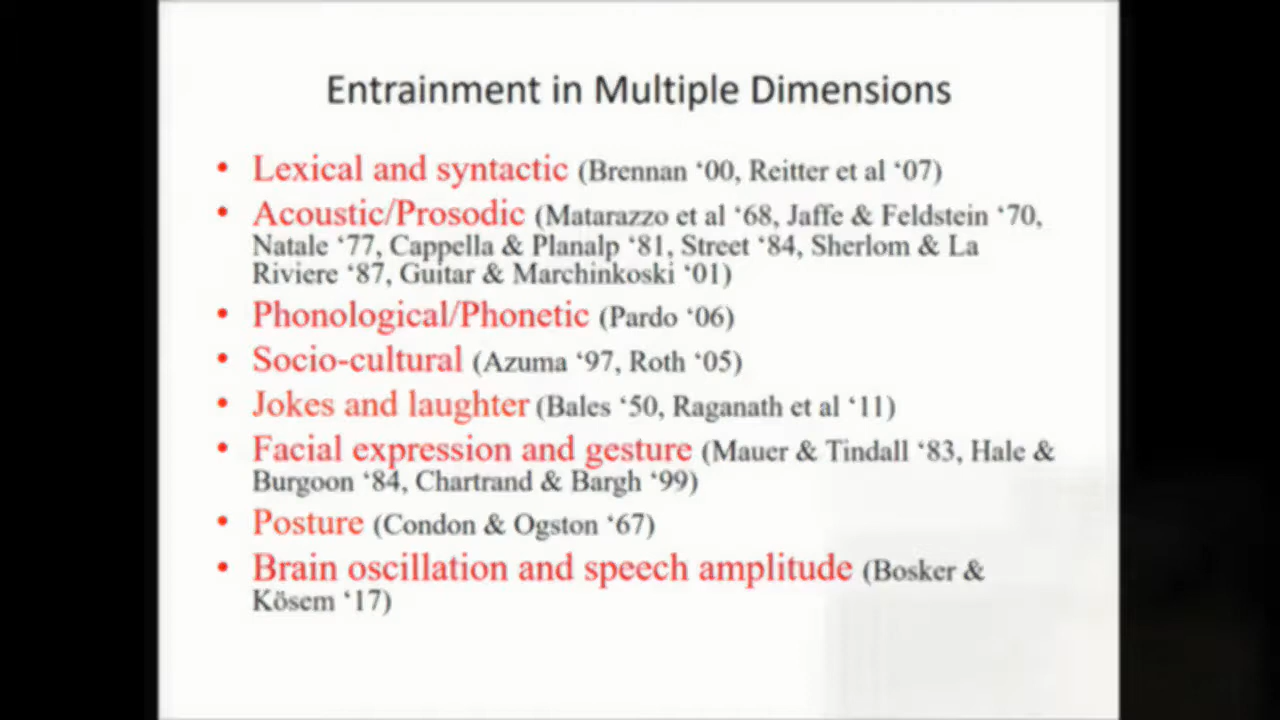 Entrainment in Multiple Dimensions
• Lexical and syntactic (Brennan ‘00, Reitter et al ‘07)
• Acoustic/Prosodic (Matarazzo et al ‘68, Jaffe & Feldstein ‘70,
Natale ‘77, Cappella & Planalp ‘81, Street ‘84, Sherlom & La
Riviere ‘87, Guitar & Marchinkoski ‘01)
• Phonological/Phonetic (Pardo ‘06)
• Socio-cultural (Azuma ‘97, Roth ‘05)
• Jokes and laughter (Bales ‘50, Raganath et al ‘11)
• Facial expression and gesture (Mauer & Tindall ‘83, Hale &
Burgoon ‘84, Chartrand & Bargh ‘99)
• Posture (Condon & Ogston ‘67)
• Brain oscillation and speech amplitude (Bosker &
Kösem ‘17)